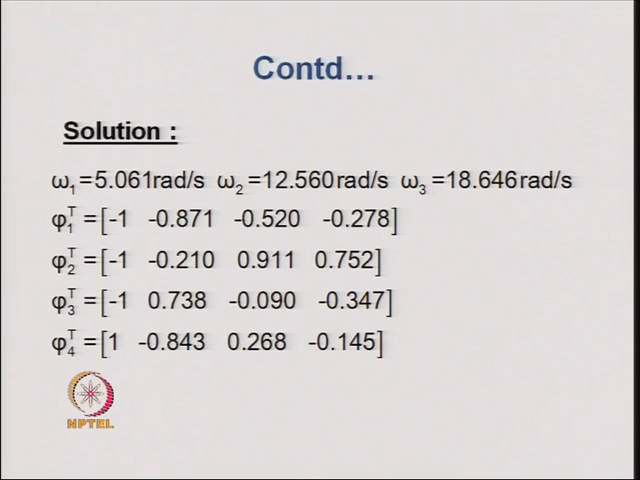 Contd...
Solution :
ω₁ =5.061rad/s ω₂ =12.560rad/s ω₃ =18.646rad/s
φ₁ᵀ =[-1 -0.871 -0.520 -0.278]
φ₂ᵀ =[-1 -0.210 0.911 0.752]
φ₃ᵀ =[-1 0.738 -0.090 -0.347]
φ₄ᵀ =[1 -0.843 0.268 -0.145]
NPTEL